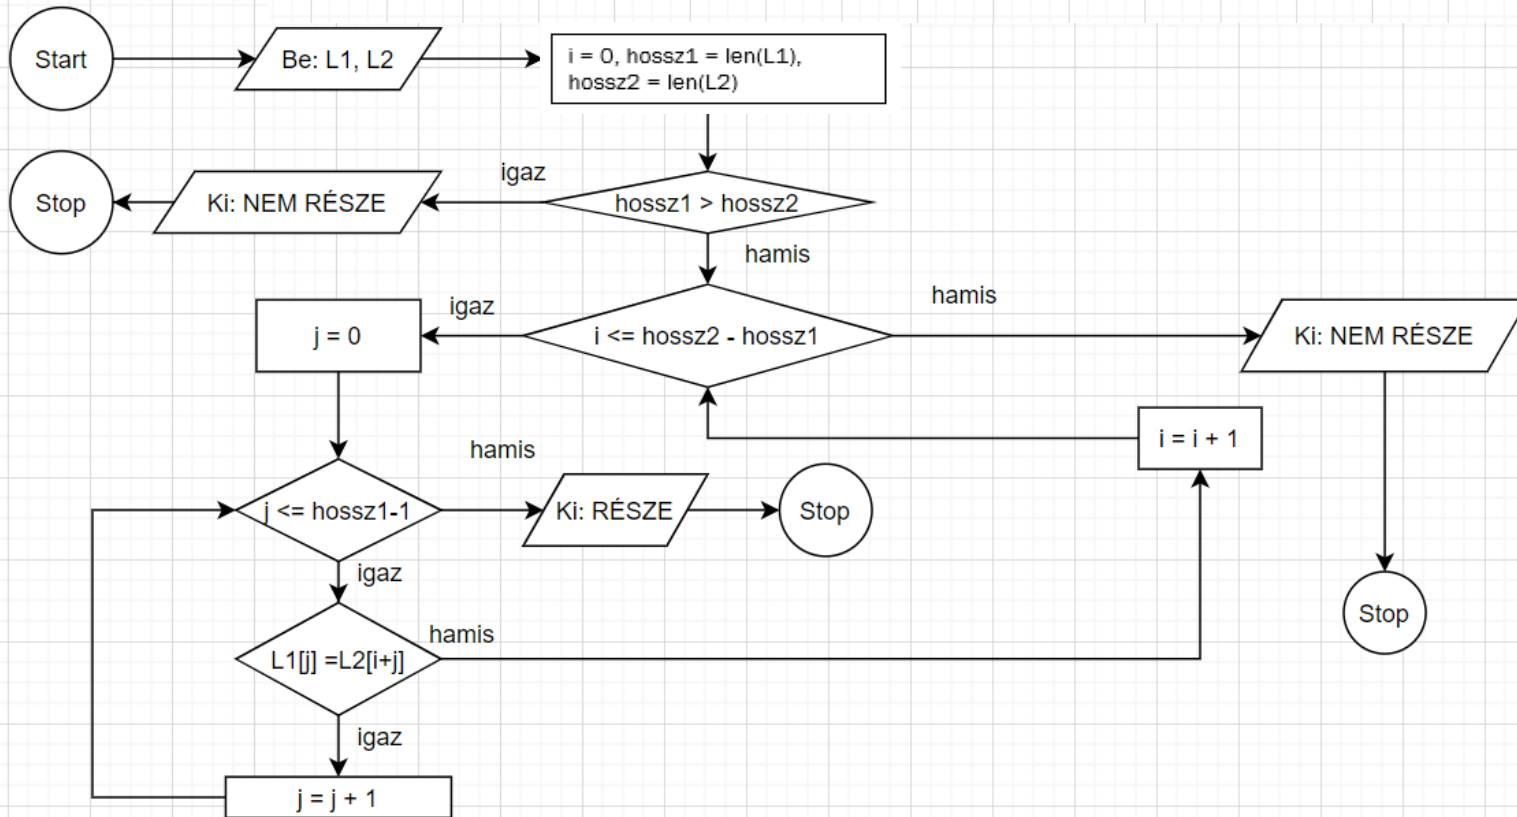 Start
Be: L1, L2
i = 0, hossz1 = len(L1),
hossz2 = len(L2)
Stop
Ki: NEM RÉSZE
igaz
hossz1 > hossz2
hamis
j = 0
igaz
i <= hossz2 - hossz1
hamis
Ki: NEM RÉSZE
i = i + 1
j <= hossz1-1
hamis
Ki: RÉSZE
Stop
igaz
Stop
L1[j] =L2[i+j]
hamis
igaz
j = j + 1